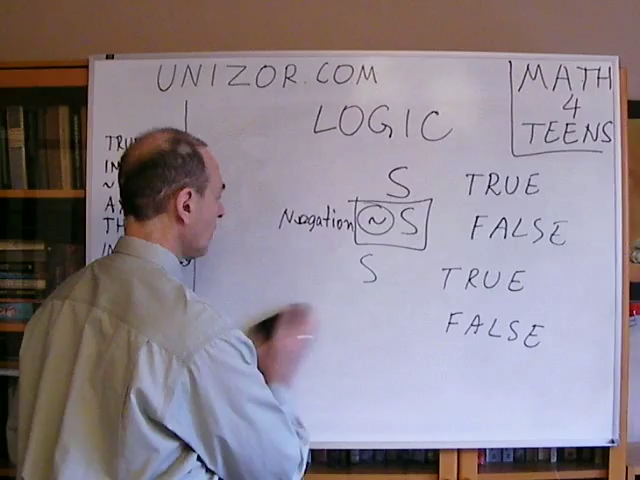 UNIZOR.COM
MATH
4
TEENS
LOGIC
S TRUE
Negation ~ S FALSE
S TRUE
FALSE